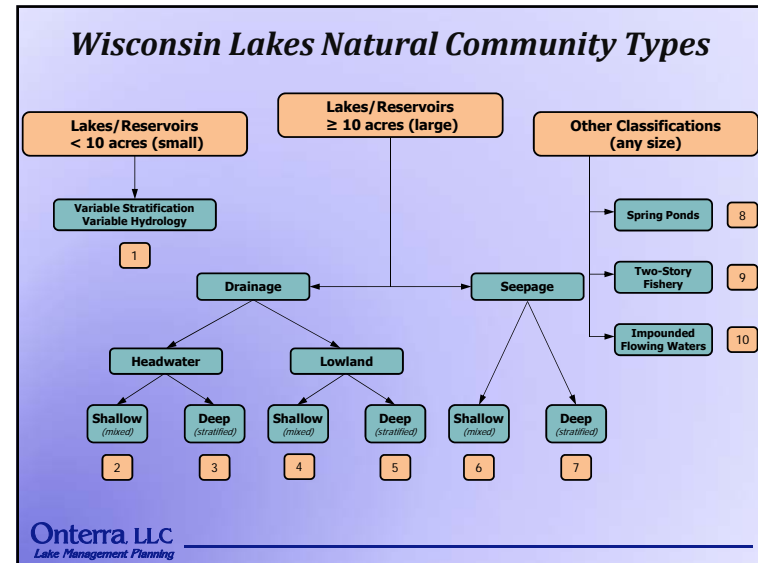 Wisconsin Lakes Natural Community Types
Lakes/Reservoirs
< 10 acres (small)
Lakes/Reservoirs
≥ 10 acres (large)
Other Classifications
(any size)
Variable Stratification
Variable Hydrology
1
Spring Ponds
8
Two-Story
Fishery
9
Impounded
Flowing Waters
10
Drainage
Seepage
Headwater
Lowland
Shallow
(mixed)
Deep
(stratified)
Shallow
(mixed)
Deep
(stratified)
Shallow
(mixed)
Deep
(stratified)
2
3
4
5
6
7
Onterra, LLC
Lake Management Planning